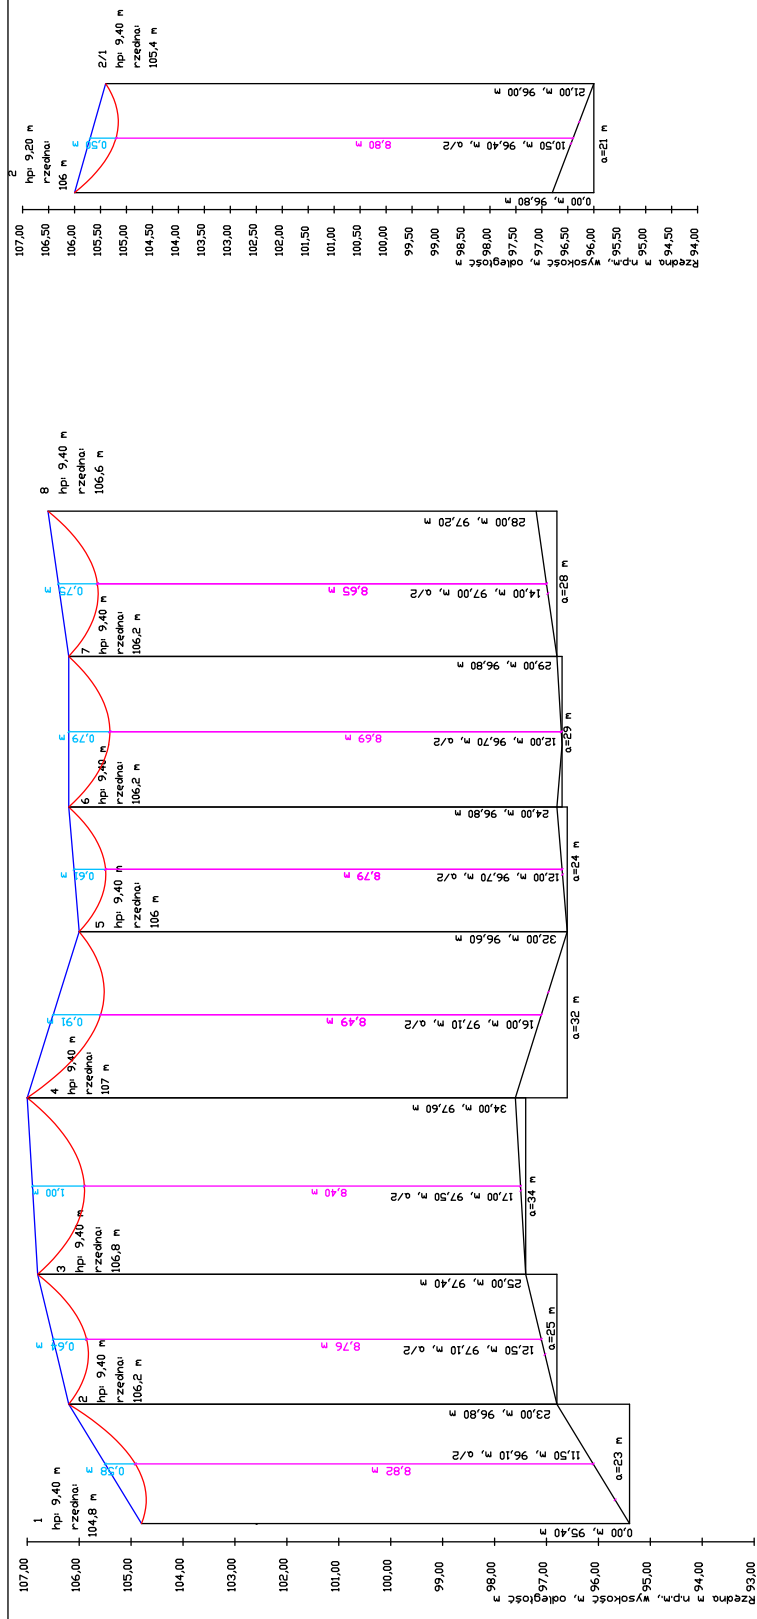 2
hp: 9,20 m
rzędna:
106 m
2/1
hp: 9,40 m
rzędna:
105,4 m
0,50 m
8,80 m
0,00 m, 96,80 m
10,50 m, 96,40 m, a/2
21,00 m, 96,00 m
a=21 m
107,00
106,50
106,00
105,50
105,00
104,50
104,00
103,50
103,00
102,50
102,00
101,50
101,00
100,50
100,00
99,50
99,00
98,50
98,00
97,50
97,00
96,50
96,00
95,50
95,00
94,50
94,00
Rzędna m n.p.m., wysokość m, odległość m
1
hp: 9,40 m
rzędna:
104,8 m
2
hp: 9,40 m
rzędna:
106,2 m
3
hp: 9,40 m
rzędna:
106,8 m
4
hp: 9,40 m
rzędna:
107 m
5
hp: 9,40 m
rzędna:
106 m
6
hp: 9,40 m
rzędna:
106,2 m
7
hp: 9,40 m
rzędna:
106,2 m
8
hp: 9,40 m
rzędna:
106,6 m
0,58 m
0,64 m
1,00 m
0,91 m
0,61 m
0,79 m
0,75 m
8,82 m
8,76 m
8,40 m
8,49 m
8,79 m
8,69 m
8,65 m
0,00 m, 95,40 m
11,50 m, 96,10 m, a/2
23,00 m, 96,80 m
12,50 m, 97,10 m, a/2
25,00 m, 97,40 m
17,00 m, 97,50 m, a/2
34,00 m, 97,60 m
16,00 m, 97,10 m, a/2
32,00 m, 96,60 m
12,00 m, 96,70 m, a/2
24,00 m, 96,80 m
12,00 m, 96,70 m, a/2
29,00 m, 96,80 m
14,00 m, 97,00 m, a/2
28,00 m, 97,20 m
a=23 m
a=25 m
a=34 m
a=32 m
a=24 m
a=29 m
a=28 m
107,00
106,00
105,00
104,00
103,00
102,00
101,00
100,00
99,00
98,00
97,00
96,00
95,00
94,00
93,00
Rzędna m n.p.m., wysokość m, odległość m